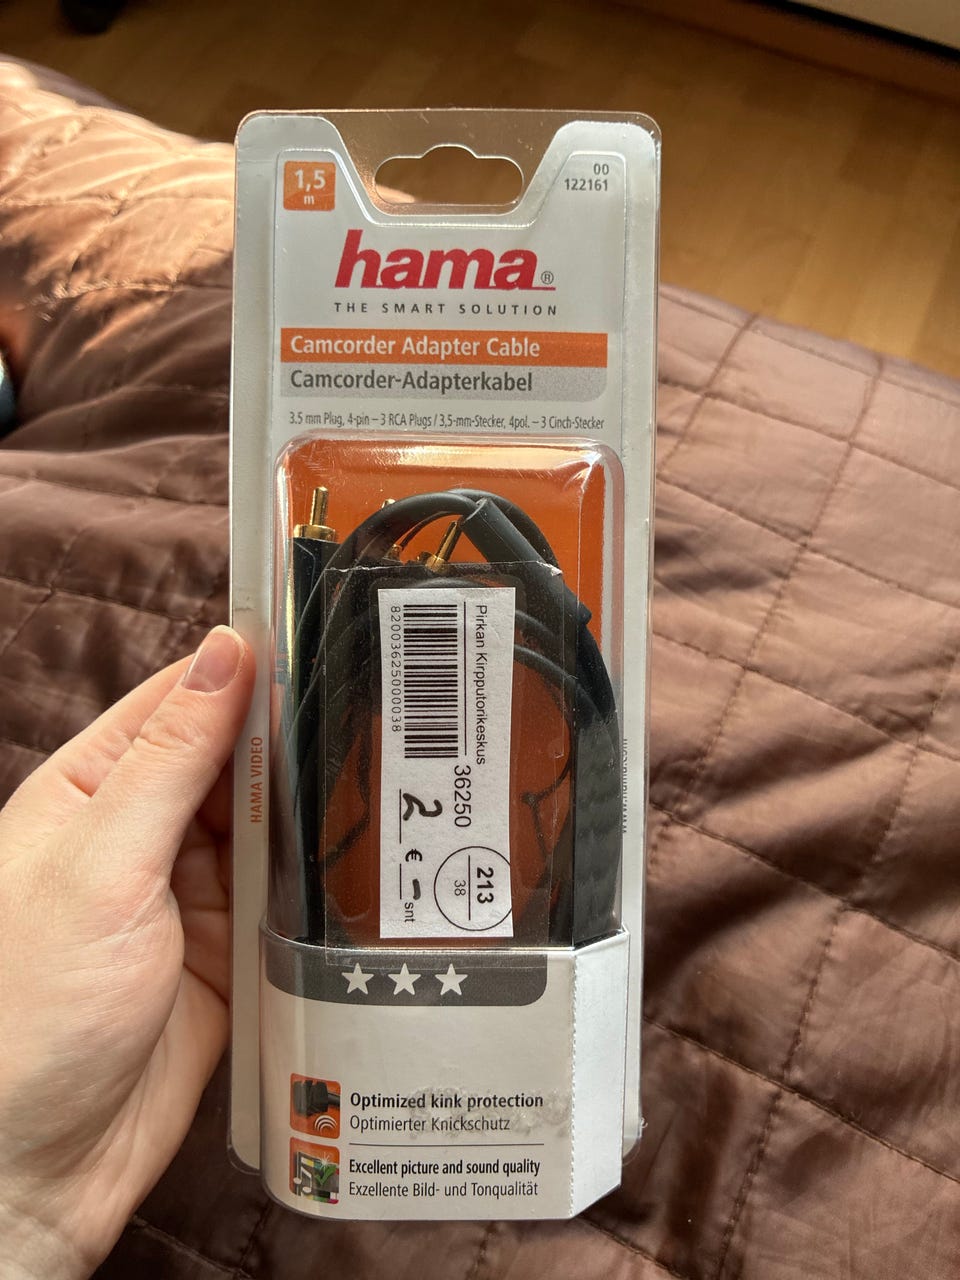 1,5
m
00
122161
hama®
THE SMART SOLUTION
Camcorder Adapter Cable
Camcorder-Adapterkabel
3.5 mm Plug, 4-pin – 3 RCA Plugs / 3,5-mm-Stecker, 4pol. – 3 Cinch-Stecker
Pirkan Kirpputorikeskus
36250
82003625000038
2 € - snt
213
38
HAMA VIDEO
Optimized kink protection
Optimierter Knickschutz
Excellent picture and sound quality
Exzellente Bild- und Tonqualität